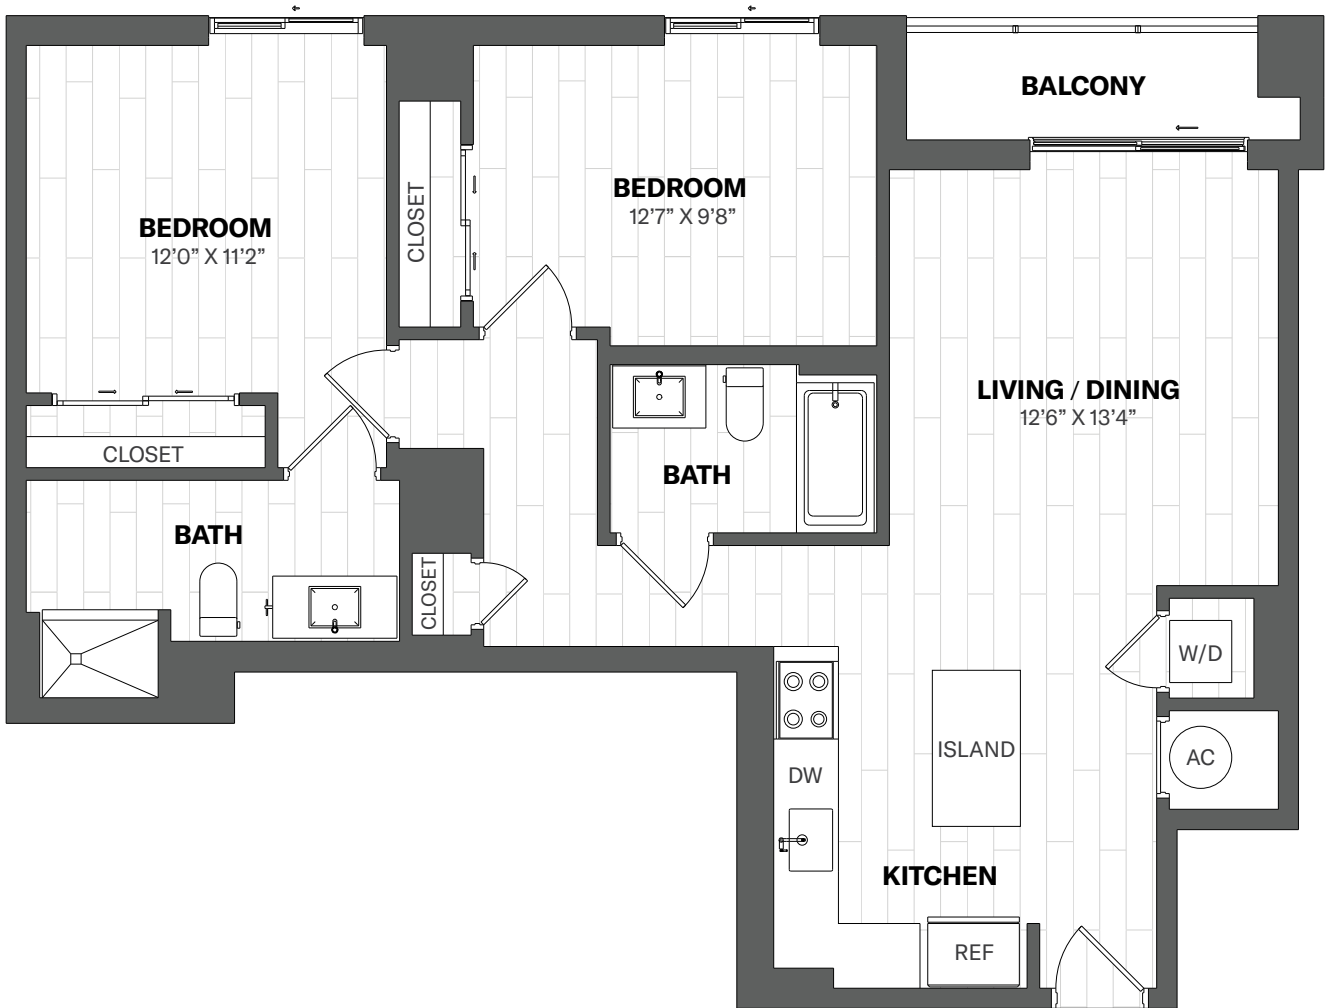 BALCONY
BEDROOM
12’7” X 9’8”
CLOSET
BEDROOM
12’0” X 11’2”
LIVING / DINING
12’6” X 13’4”
CLOSET
BATH
BATH
CLOSET
W/D
ISLAND
AC
DW
KITCHEN
REF